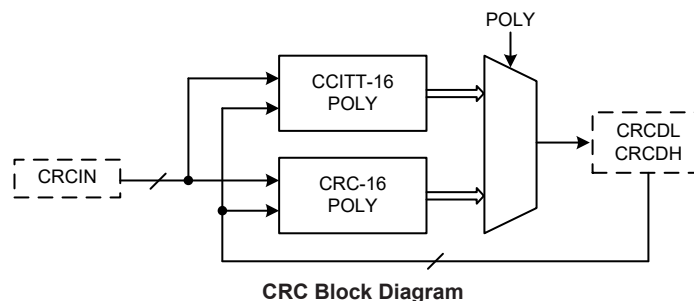 POLY
CCITT-16
POLY
CRCDL
CRCDH
CRCIN
CRC-16
POLY
CRC Block Diagram